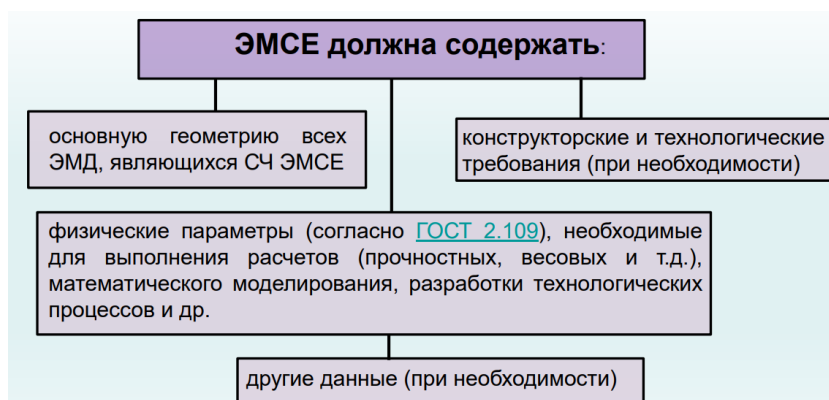 ЭМСЕ должна содержать:
основную геометрию всех
ЭМД, являющихся СЧ ЭМСЕ
конструкторские и технологические
требования (при необходимости)
физические параметры (согласно ГОСТ 2.109), необходимые
для выполнения расчетов (прочностных, весовых и т.д.),
математического моделирования, разработки технологических
процессов и др.
другие данные (при необходимости)